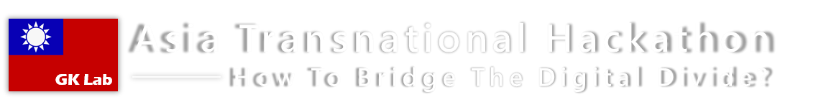 Asia Transnational Hackathon
GK Lab
How To Bridge The Digital Divide?